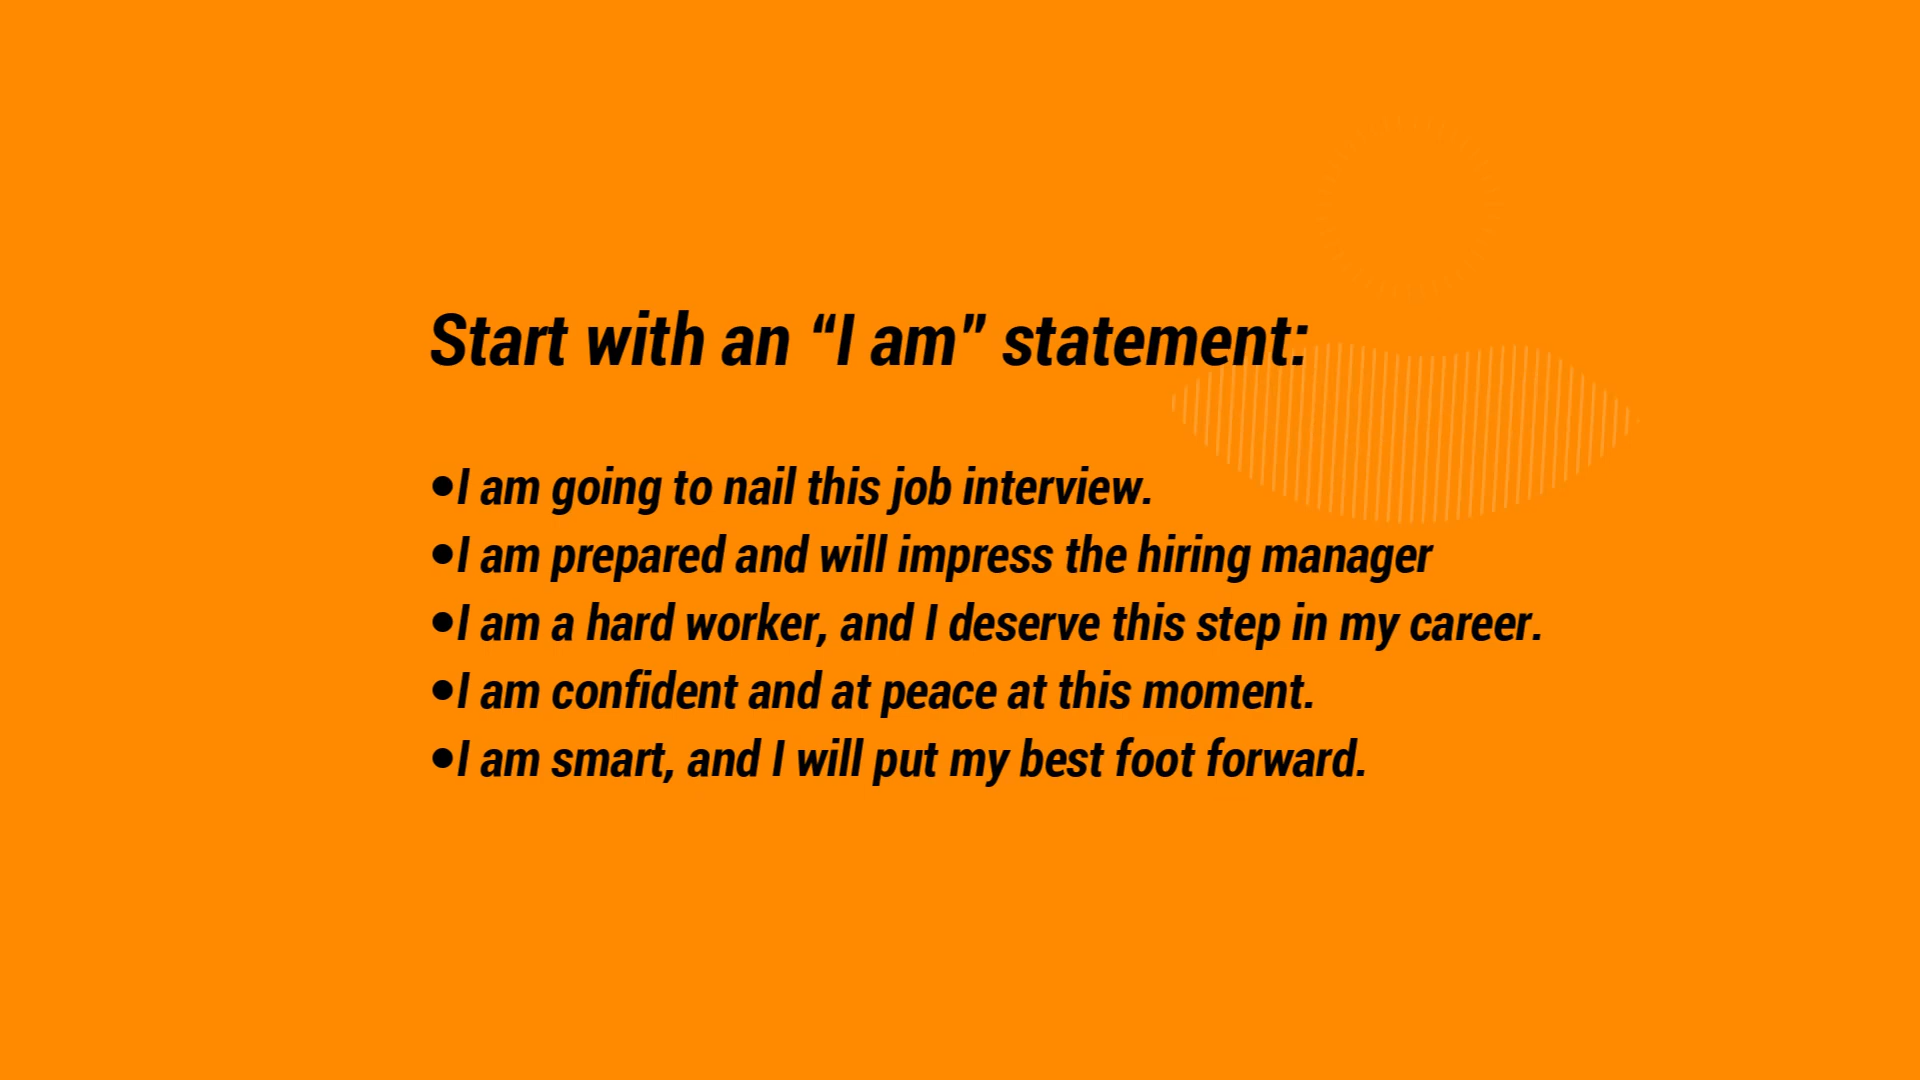 Start with an “I am” statement:
●I am going to nail this job interview.
●I am prepared and will impress the hiring manager
●I am a hard worker, and I deserve this step in my career.
●I am confident and at peace at this moment.
●I am smart, and I will put my best foot forward.